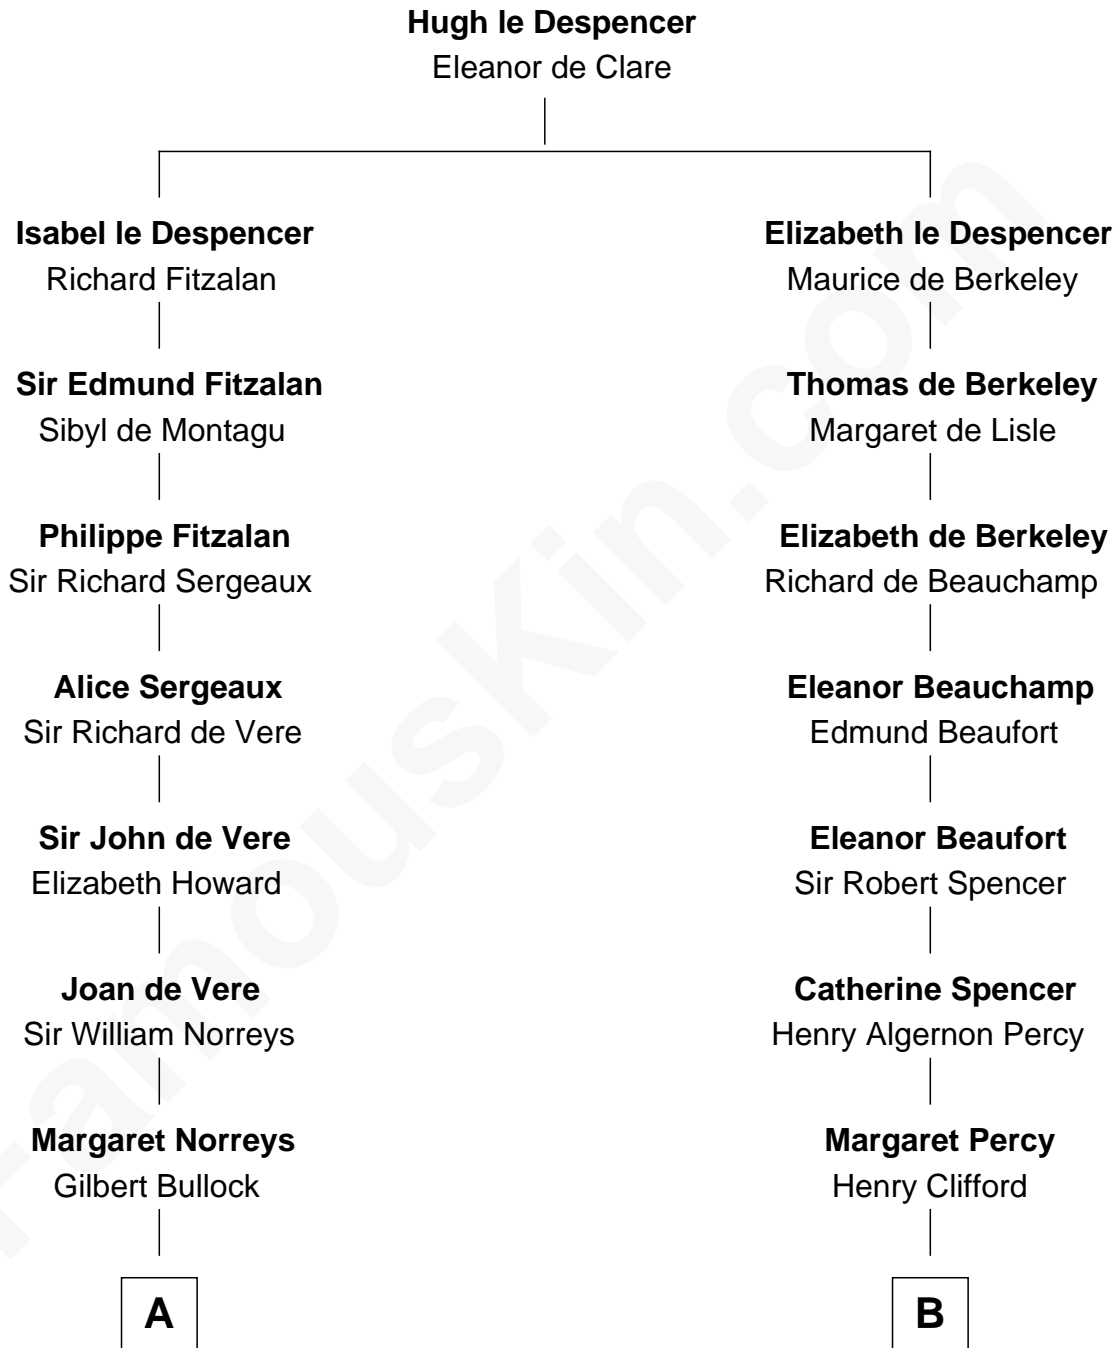 Hugh le Despencer
Eleanor de Clare
Isabel le Despencer
Richard Fitzalan
Sir Edmund Fitzalan
Sibyl de Montagu
Philippe Fitzalan
Sir Richard Sergeaux
Alice Sergeaux
Sir Richard de Vere
Sir John de Vere
Elizabeth Howard
Joan de Vere
Sir William Norreys
Margaret Norreys
Gilbert Bullock
A
Elizabeth le Despencer
Maurice de Berkeley
Thomas de Berkeley
Margaret de Lisle
Elizabeth de Berkeley
Richard de Beauchamp
Eleanor Beauchamp
Edmund Beaufort
Eleanor Beaufort
Sir Robert Spencer
Catherine Spencer
Henry Algernon Percy
Margaret Percy
Henry Clifford
B
FamousKin.com